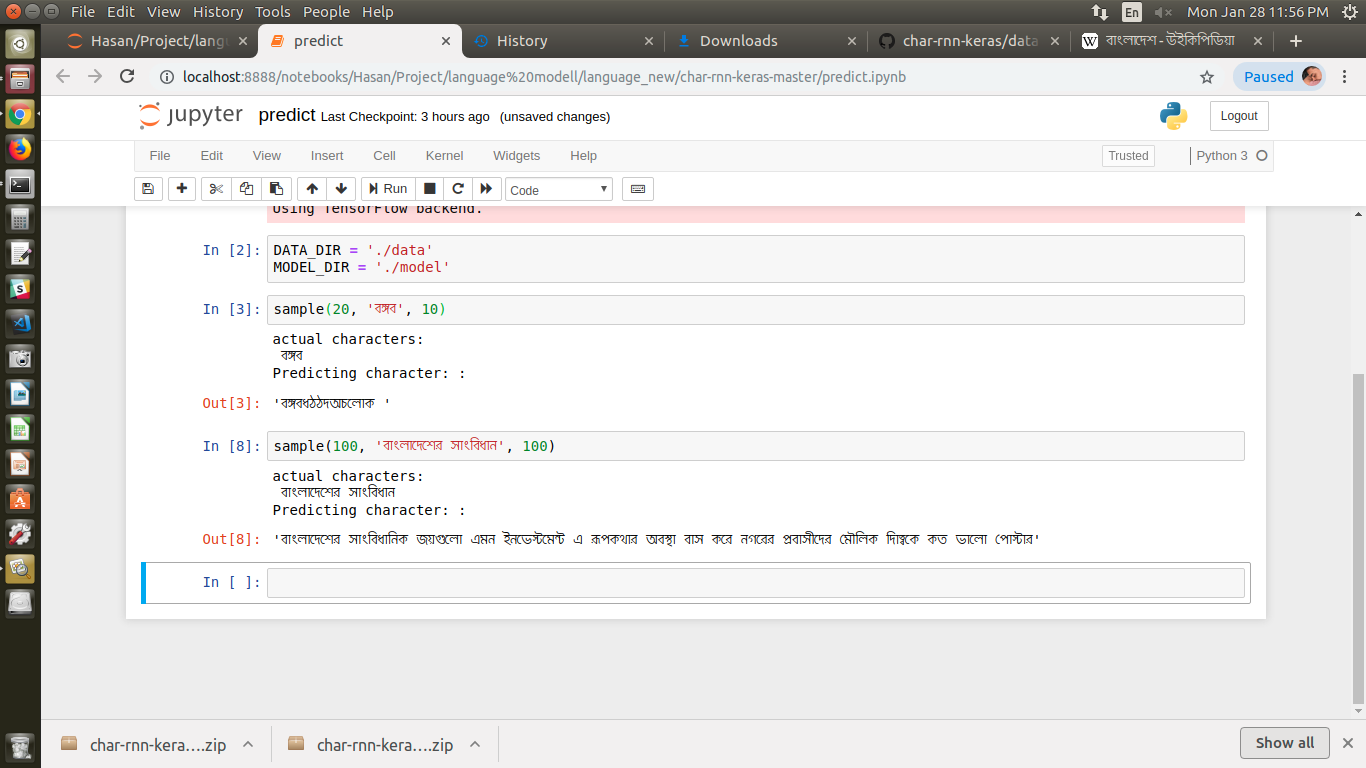 File Edit View History Tools People Help
En
Mon Jan 28 11:56 PM
Hasan/Project/lang
predict
History
Downloads
char-rnn-keras/data
বাংলাদেশ - উইকিপিডিয়া
localhost:8888/notebooks/Hasan/Project/language%20modell/language_new/char-rnn-keras-master/predict.ipynb
Paused
jupyter predict Last Checkpoint: 3 hours ago (unsaved changes)
Logout
File Edit View Insert Cell Kernel Widgets Help
Trusted
Python 3
Run
Code
Using TensorFlow backend.
In [2]: DATA_DIR = './data'
MODEL_DIR = './model'
In [3]: sample(20, 'বঙ্গব', 10)
actual characters:
বঙ্গব
Predicting character: :
Out[3]: 'বঙ্গবধঠঠদঅচলোক '
In [8]: sample(100, 'বাংলাদেশের সাংবিধান', 100)
actual characters:
বাংলাদেশের সাংবিধান
Predicting character: :
Out[8]: 'বাংলাদেশের সাংবিধানিক জয়গুলো এমন ইনভেস্টমেন্ট এ রূপকথার অবস্থা বাস করে নগরের প্রবাসীদের মৌলিক কত ভালো পোস্টার'
In [ ]:
char-rnn-kera....zip
char-rnn-kera....zip
Show all